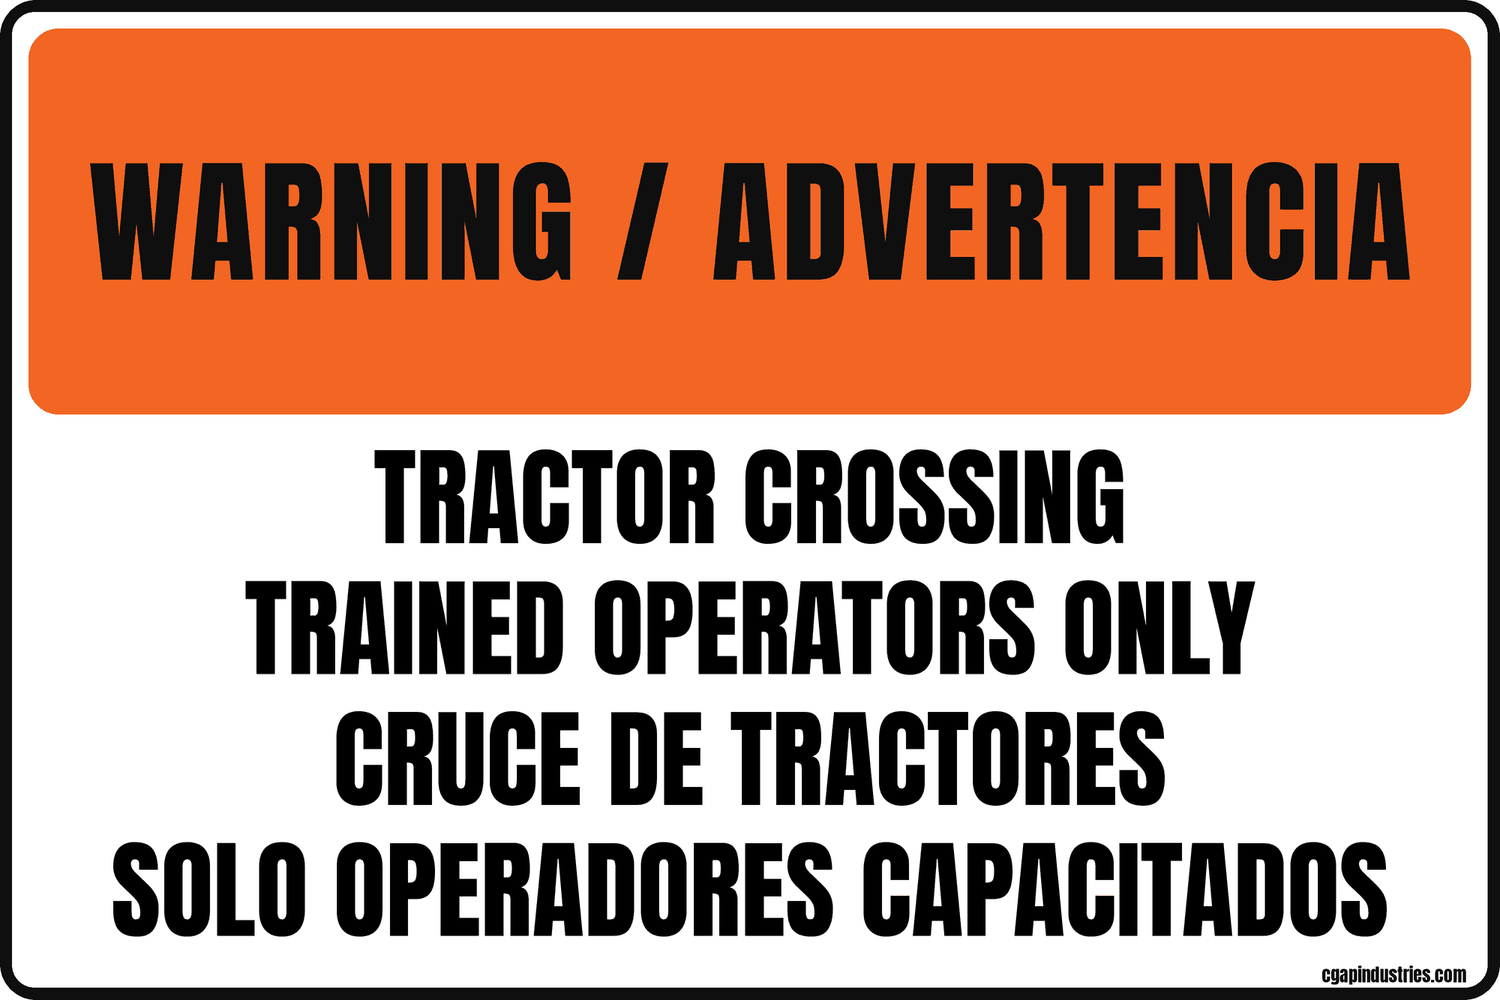 WARNING / ADVERTENCIA
TRACTOR CROSSING
TRAINED OPERATORS ONLY
CRUCE DE TRACTORES
SOLO OPERADORES CAPACITADOS
cgapindustries.com